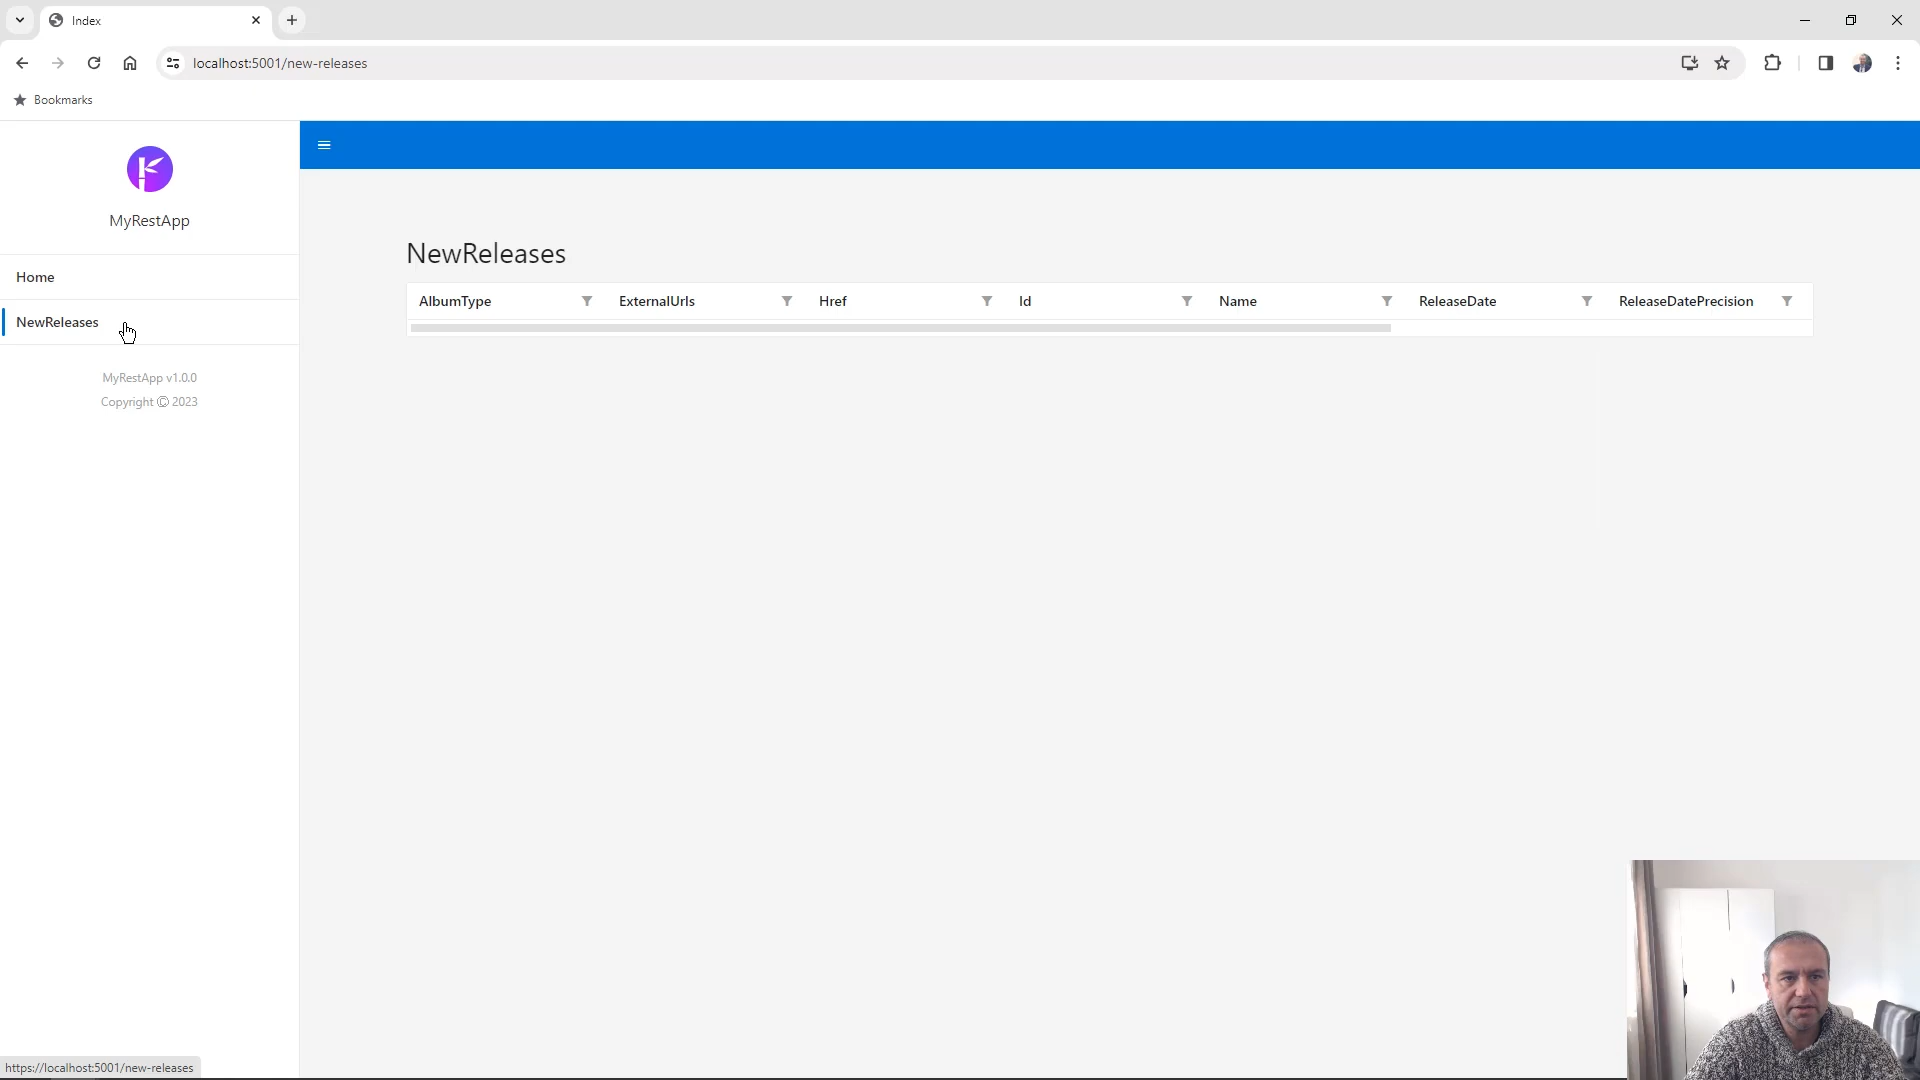 Index
localhost:5001/new-releases
Bookmarks
MyRestApp
Home
NewReleases
MyRestApp v1.0.0
Copyright © 2023
NewReleases
AlbumType ExternalUrls Href Id Name ReleaseDate ReleaseDatePrecision
https://localhost:5001/new-releases